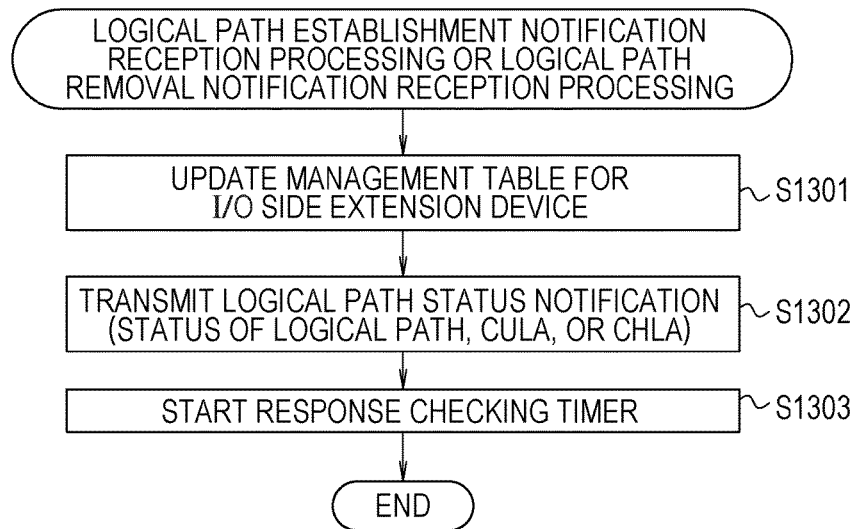 LOGICAL PATH ESTABLISHMENT NOTIFICATION
RECEPTION PROCESSING OR LOGICAL PATH
REMOVAL NOTIFICATION RECEPTION PROCESSING
UPDATE MANAGEMENT TABLE FOR
I/O SIDE EXTENSION DEVICE
S1301
TRANSMIT LOGICAL PATH STATUS NOTIFICATION
(STATUS OF LOGICAL PATH, CULA, OR CHLA)
S1302
START RESPONSE CHECKING TIMER
S1303
END